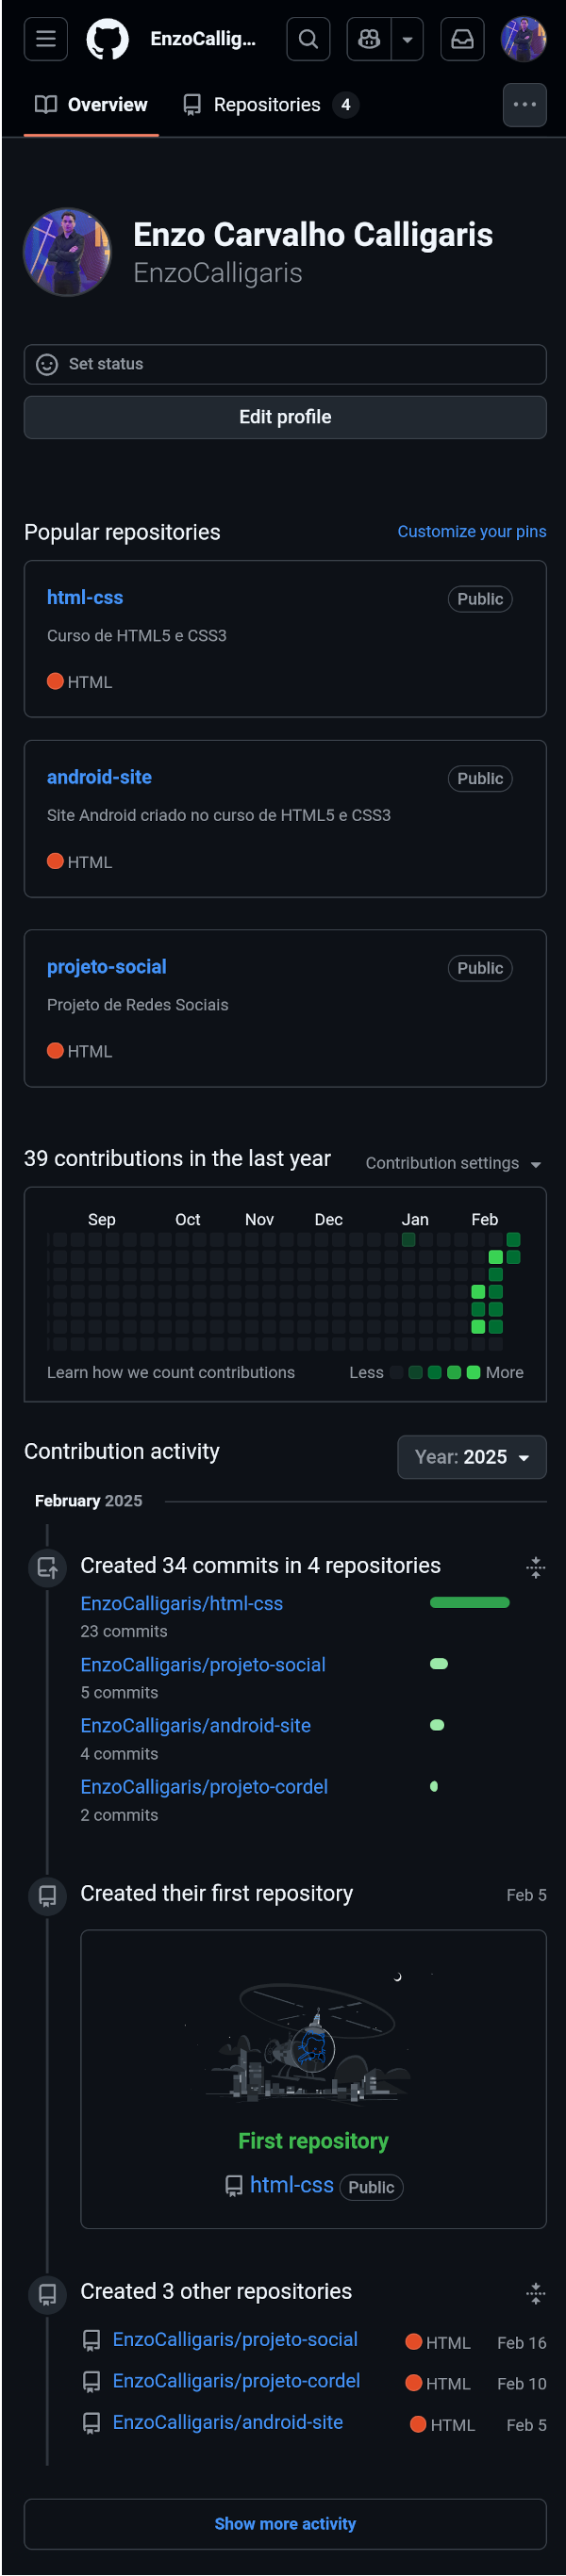 EnzoCallig...
Overview
Repositories 4
Enzo Carvalho Calligaris
EnzoCalligaris
Set status
Edit profile
Popular repositories
Customize your pins
html-css
Public
Curso de HTML5 e CSS3
HTML
android-site
Public
Site Android criado no curso de HTML5 e CSS3
HTML
projeto-social
Public
Projeto de Redes Sociais
HTML
39 contributions in the last year
Contribution settings
Sep Oct Nov Dec Jan Feb
Learn how we count contributions
Less More
Contribution activity
Year: 2025
February 2025
Created 34 commits in 4 repositories
EnzoCalligaris/html-css
23 commits
EnzoCalligaris/projeto-social
5 commits
EnzoCalligaris/android-site
4 commits
EnzoCalligaris/projeto-cordel
2 commits
Created their first repository
Feb 5
First repository
html-css Public
Created 3 other repositories
EnzoCalligaris/projeto-social HTML Feb 16
EnzoCalligaris/projeto-cordel HTML Feb 10
EnzoCalligaris/android-site HTML Feb 5
Show more activity